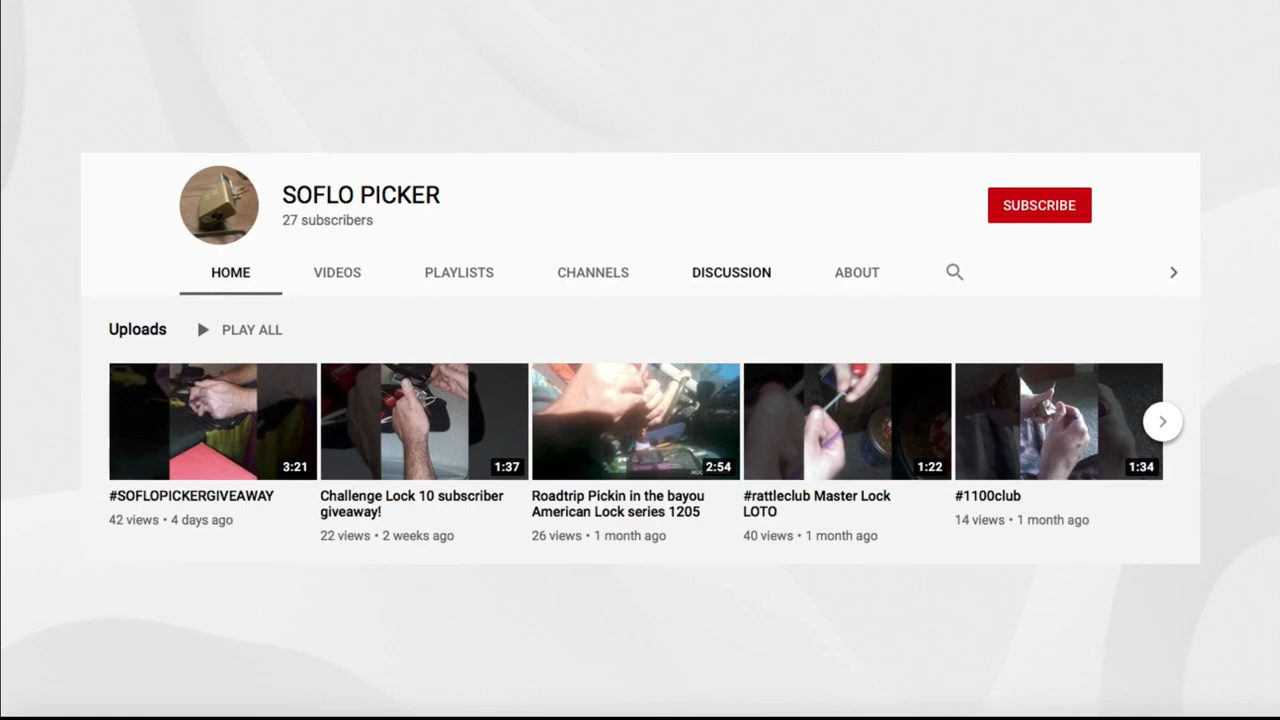 SOFLO PICKER
27 subscribers
SUBSCRIBE
HOME
VIDEOS
PLAYLISTS
CHANNELS
DISCUSSION
ABOUT
Uploads
PLAY ALL
3:21
#SOFLOPICKERGIVEAWAY
42 views • 4 days ago
1:37
Challenge Lock 10 subscriber
giveaway!
22 views • 2 weeks ago
2:54
Roadtrip Pickin in the bayou
American Lock series 1205
26 views • 1 month ago
1:22
#rattleclub Master Lock
LOTO
40 views • 1 month ago
1:34
#1100club
14 views • 1 month ago